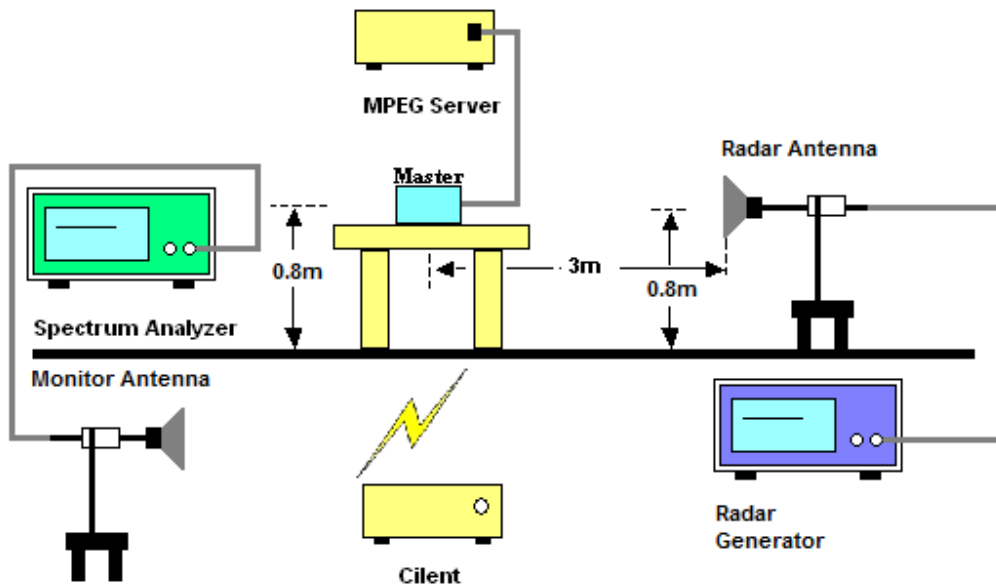 MPEG Server
Radar Antenna
Master
0.8m
3m
0.8m
Spectrum Analyzer
Monitor Antenna
Radar
Generator
Cilent